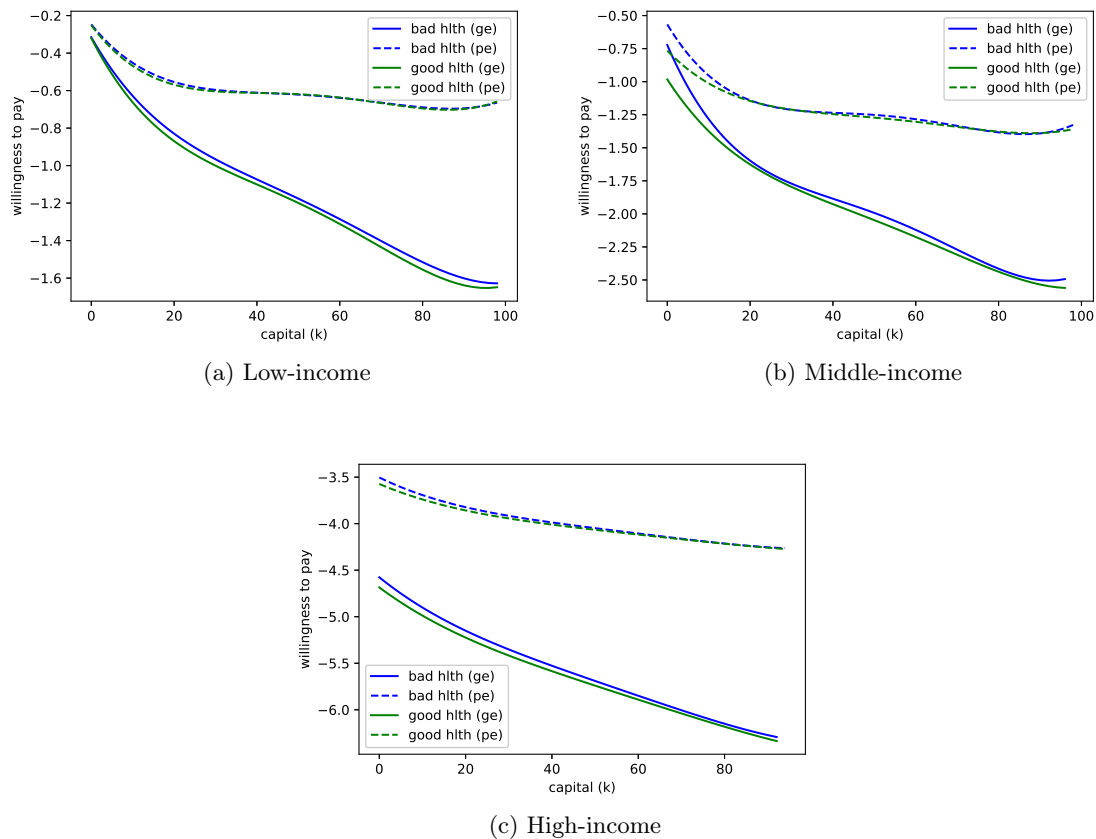 −0.2
−0.4
−0.6
−0.8
−1.0
−1.2
−1.4
−1.6
willingness to pay
0 20 40 60 80 100
capital (k)
bad hlth (ge)
bad hlth (pe)
good hlth (ge)
good hlth (pe)
(a) Low-income
−0.50
−0.75
−1.00
−1.25
−1.50
−1.75
−2.00
−2.25
−2.50
willingness to pay
0 20 40 60 80 100
capital (k)
bad hlth (ge)
bad hlth (pe)
good hlth (ge)
good hlth (pe)
(b) Middle-income
−3.5
−4.0
−4.5
−5.0
−5.5
−6.0
willingness to pay
bad hlth (ge)
bad hlth (pe)
good hlth (ge)
good hlth (pe)
0 20 40 60 80
capital (k)
(c) High-income